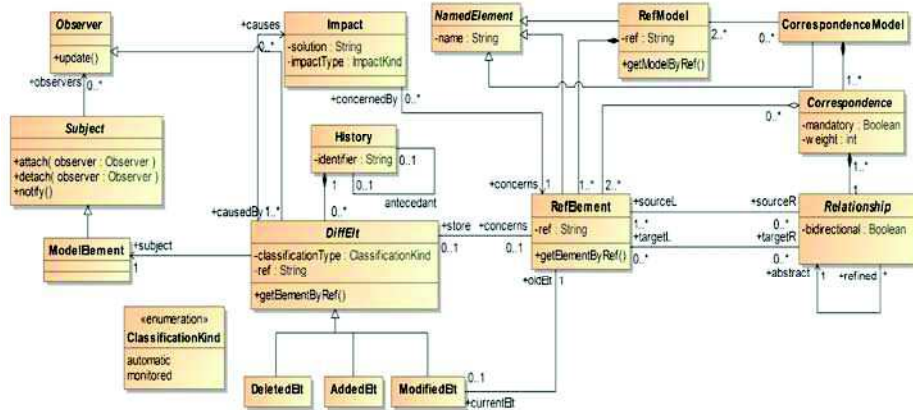 Observer
+update()
+observers
0..*
Subject
+attach( observer : Observer )
+detach( observer : Observer )
+notify()
ModelElement
+subject
1
«enumeration»
ClassificationKind
automatic
monitored
+causes
0..*
Impact
-solution : String
-impactType : ImpactKind
+concernedBy
0..*
History
-identifier : String
0..1
0..1
antecedant
1
0..*
+causedBy
1..*
DiffElt
-classificationType : ClassificationKind
-ref : String
+getElementByRef()
+store
0..1
+concerns
0..1
DeletedElt
AddedElt
ModifiedElt
0..1
+currentElt
NamedElement
-name : String
RefModel
-ref : String
+getModelByRef()
2..*
0..*
CorrespondenceModel
1..*
Correspondence
-mandatory : Boolean
-weight : int
0..*
1..*
1
+concerns
1
1..*
2..*
RefElement
-ref : String
+getElementByRef()
+oldElt
1
+sourceL
1..*
+sourceR
0..*
+targetL
0..*
+targetR
0..*
Relationship
-bidirectional : Boolean
+abstract
1
+refined
*